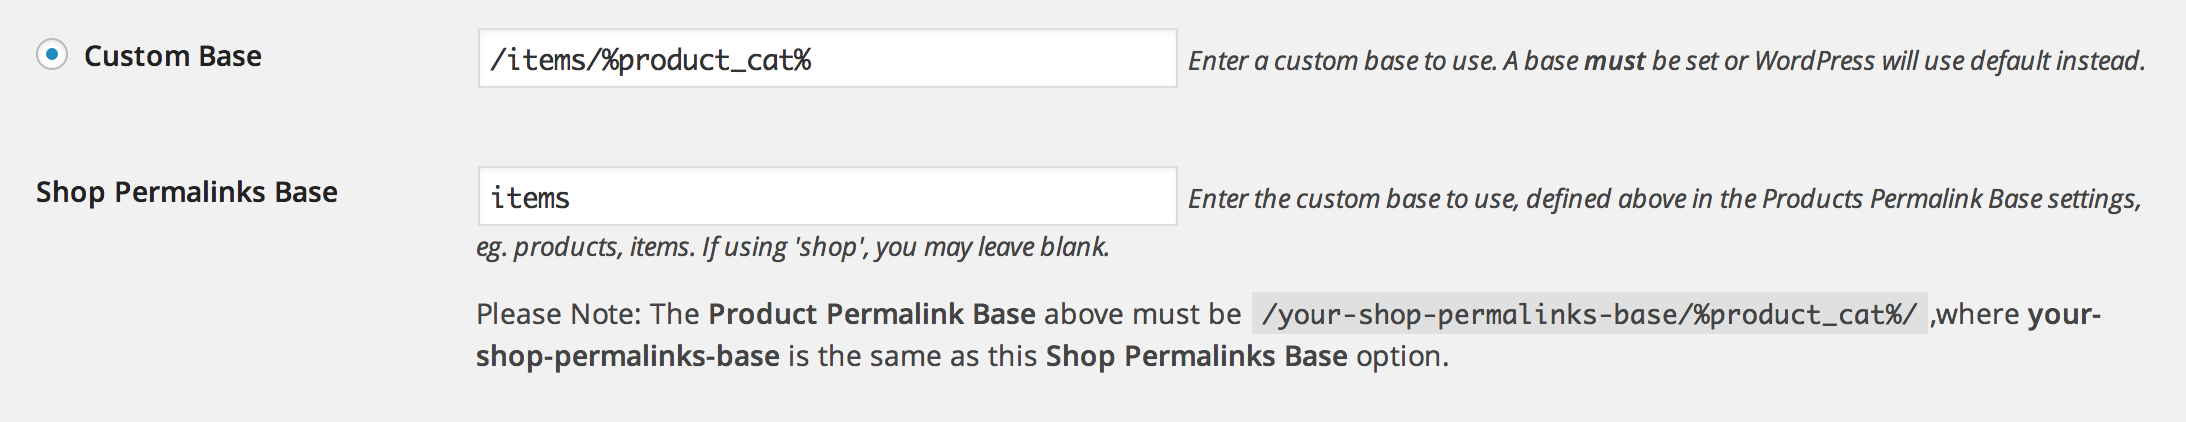 Custom Base /items/%product_cat% Enter a custom base to use. A base must be set or WordPress will use default instead.
Shop Permalinks Base items Enter the custom base to use, defined above in the Products Permalink Base settings,
eg. products, items. If using 'shop', you may leave blank.
Please Note: The Product Permalink Base above must be /your-shop-permalinks-base/%product_cat%/ ,where your-
shop-permalinks-base is the same as this Shop Permalinks Base option.